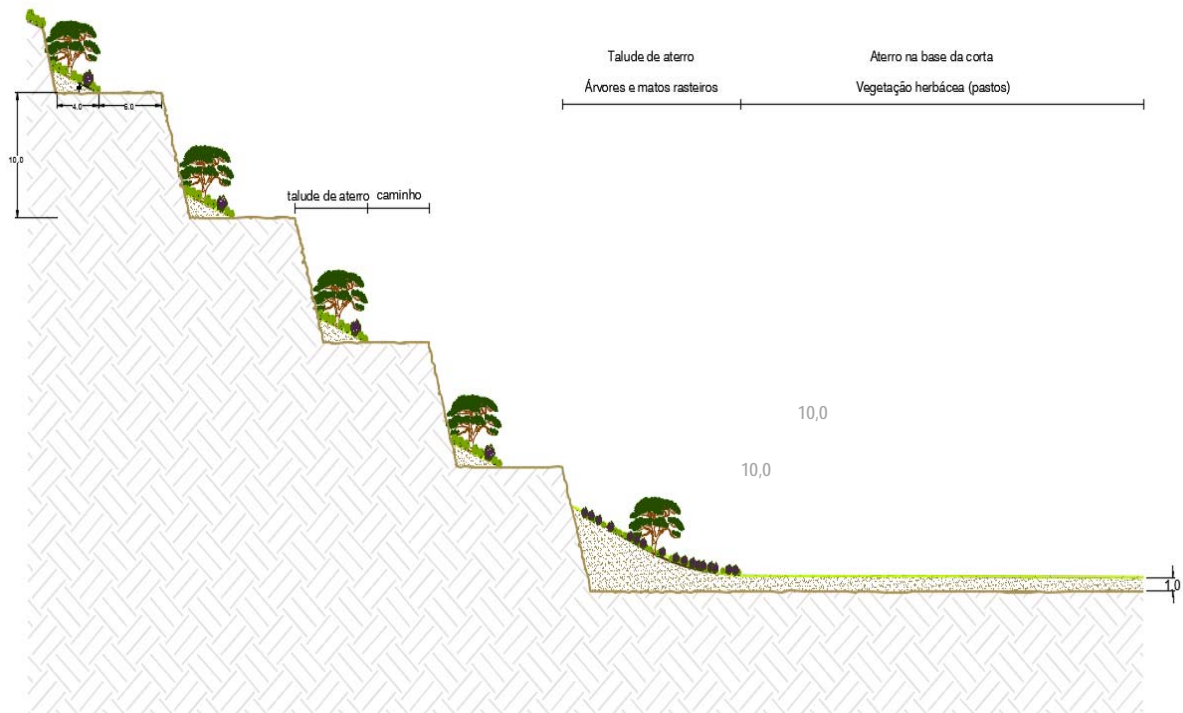 Talude de aterro
Aterro na base da corta
Árvores e matos rasteiros
Vegetação herbácea (pastos)
4.0
6.0
10,0
talude de aterro
caminho
10,0
10,0
1,0